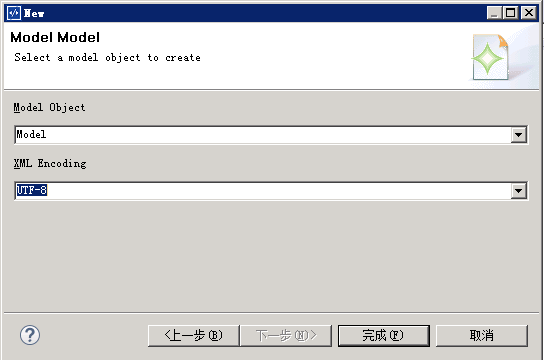 New
Model Model
Select a model object to create
Model Object
Model
XML Encoding
UTF-8
?
<上一步(B)
下一步(N)>
完成(F)
取消